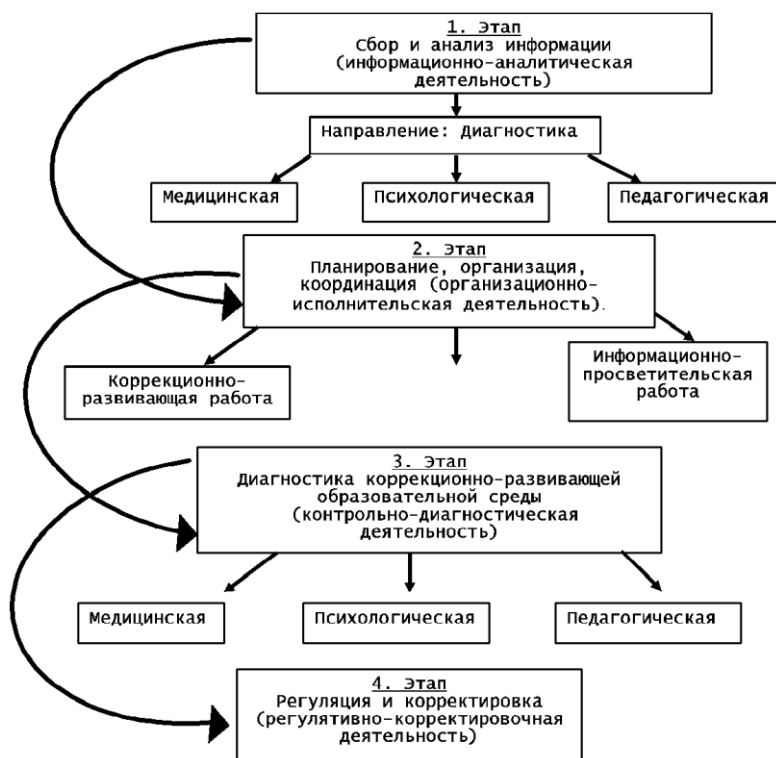 1. Этап
Сбор и анализ информации
(информационно-аналитическая
деятельность)
Направление: Диагностика
Медицинская
Психологическая
Педагогическая
2. Этап
Планирование, организация,
координация (организационно-
исполнительская деятельность).
Коррекционно-
развивающая работа
Информационно-
просветительская
работа
3. Этап
Диагностика коррекционно-развивающей
образовательной среды
(контрольно-диагностическая
деятельность)
Медицинская
Психологическая
Педагогическая
4. Этап
Регуляция и корректировка
(регулятивно-корректировочная
деятельность)